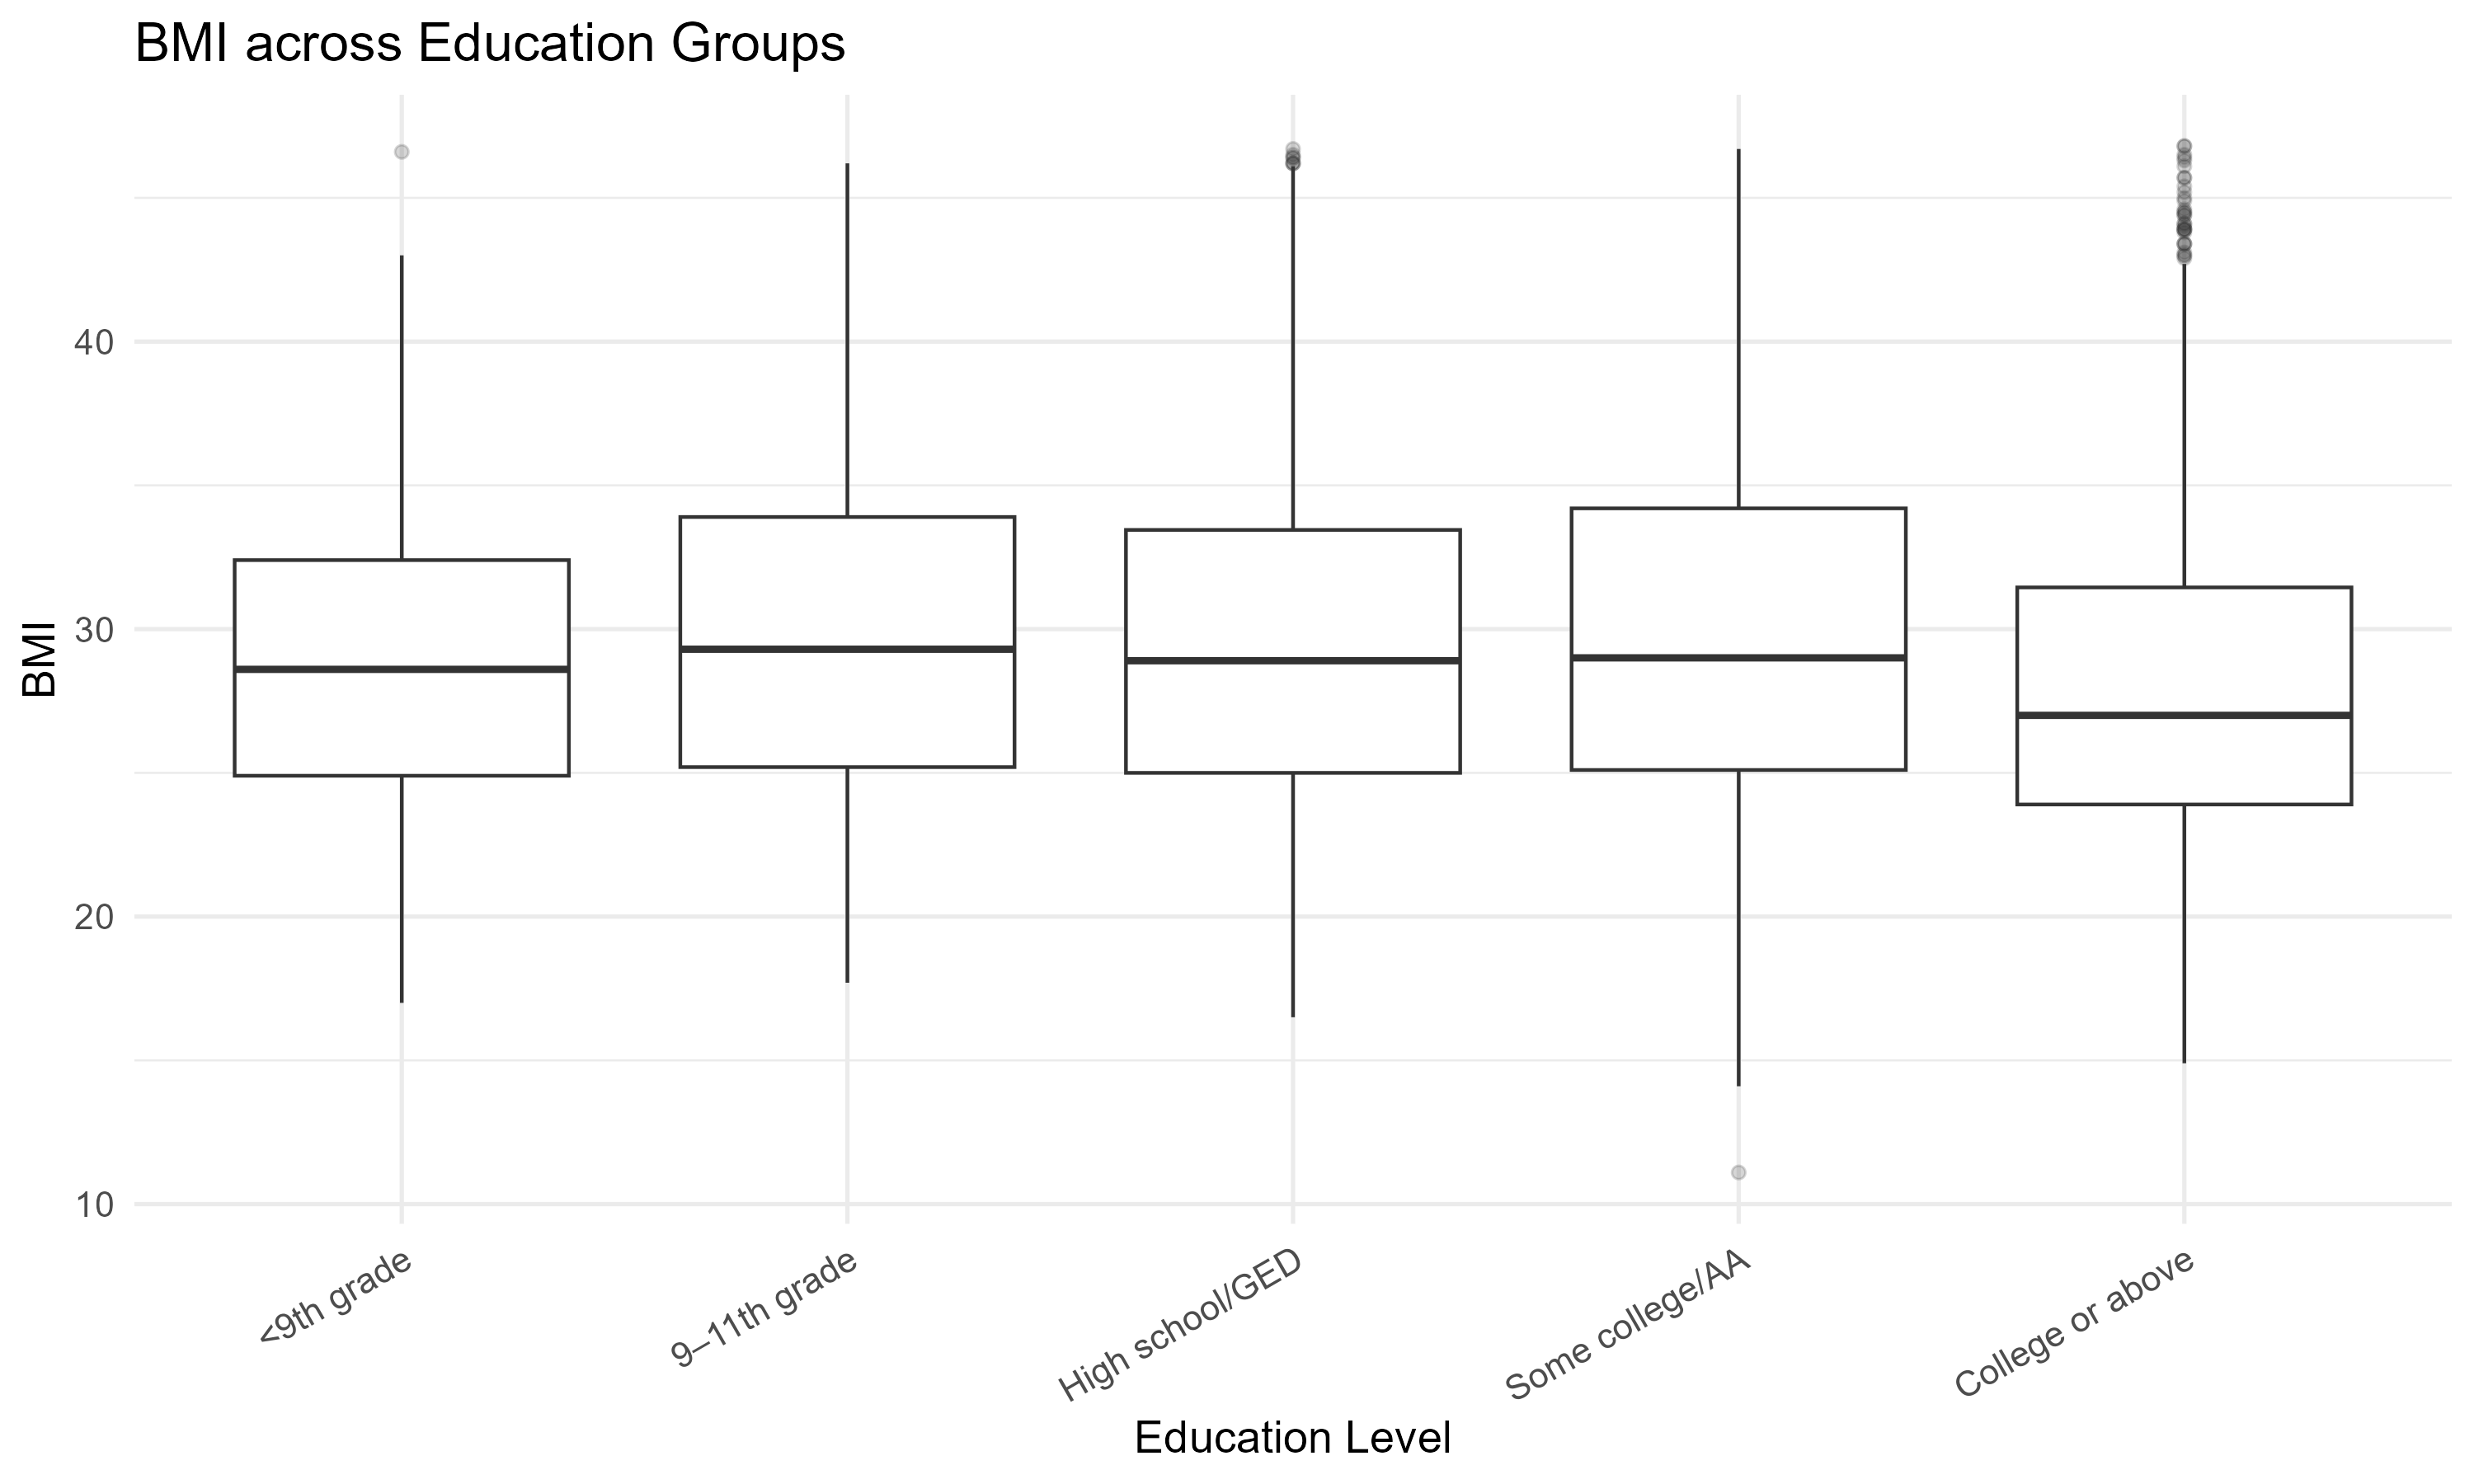 BMI across Education Groups
BMI
40
30
20
10
<9th grade
9–11th grade
High school/GED
Some college/AA
College or above
Education Level